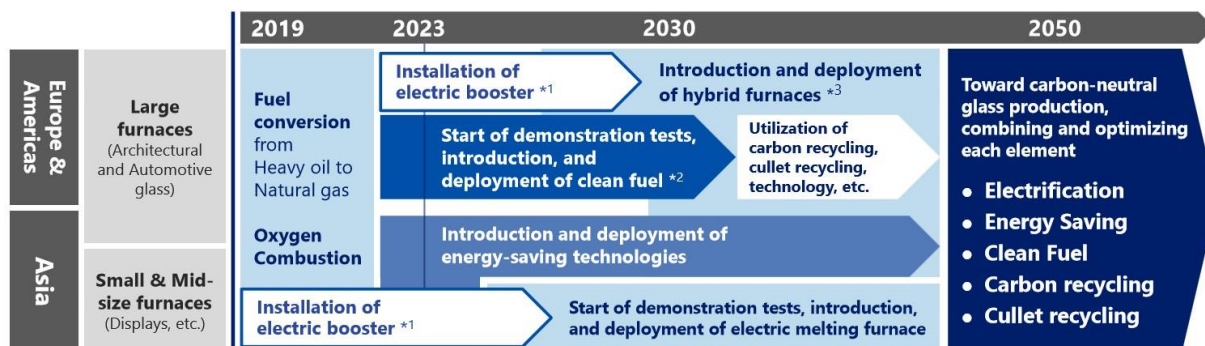 2019
2023
2030
2050
Europe &
Americas
Asia
Large
furnaces
(Architectural
and Automotive
glass)
Small & Mid-
size furnaces
(Displays, etc.)
Fuel
conversion
from
Heavy oil to
Natural gas
Oxygen
Combustion
Installation of
electric booster *1
Introduction and deployment
of hybrid furnaces *3
Start of demonstration tests,
introduction, and
deployment of clean fuel *2
Utilization of
carbon recycling,
cullet recycling,
technology, etc.
Introduction and deployment of
energy-saving technologies
Installation of
electric booster *1
Start of demonstration tests, introduction,
and deployment of electric melting furnace
Toward carbon-neutral
glass production,
combining and optimizing
each element
● Electrification
● Energy Saving
● Clean Fuel
● Carbon recycling
● Cullet recycling